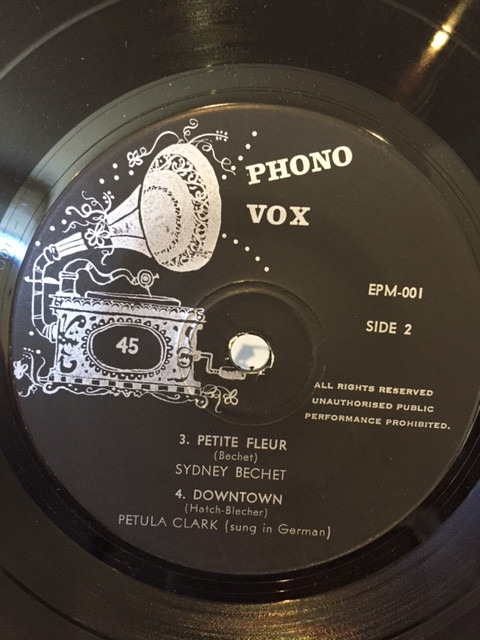 PHONO
VOX
EPM-001
SIDE 2
45
ALL RIGHTS RESERVED
UNAUTHORISED PUBLIC
PERFORMANCE PROHIBITED.
3. PETITE FLEUR
(Bechet)
SYDNEY BECHET
4. DOWNTOWN
(Hatch-Blecher)
PETULA CLARK (sung in German)